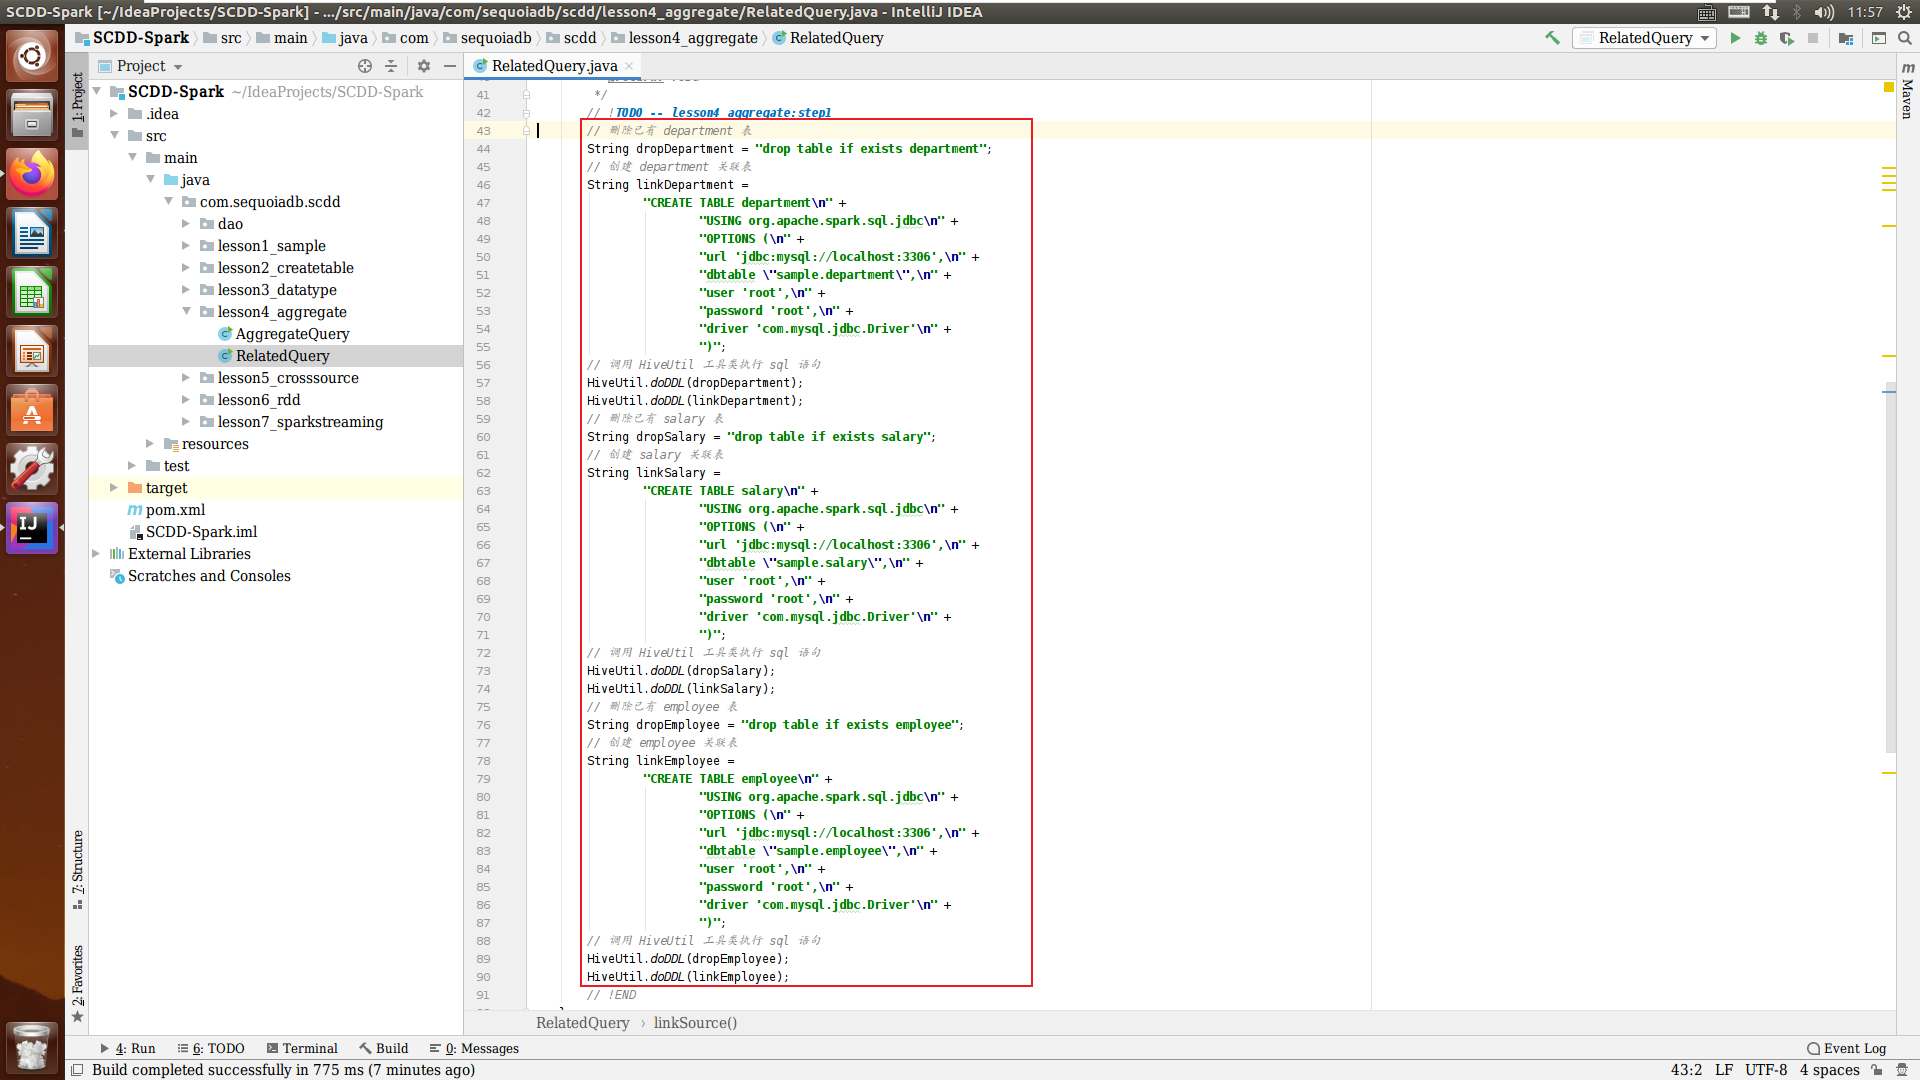 SCDD-Spark [~/IdeaProjects/SCDD-Spark] - .../src/main/java/com/sequoiadb/scdd/lesson4_aggregate/RelatedQuery.java - IntelliJ IDEA
11:57
SCDD-Spark src main java com sequoiadb scdd lesson4_aggregate RelatedQuery
RelatedQuery
Project
RelatedQuery.java
1: Project
7: Structure
2: Favorites
m Maven
SCDD-Spark ~/IdeaProjects/SCDD-Spark
.idea
src
main
java
com.sequoiadb.scdd
dao
lesson1_sample
lesson2_createtable
lesson3_datatype
lesson4_aggregate
AggregateQuery
RelatedQuery
lesson5_crosssource
lesson6_rdd
lesson7_sparkstreaming
resources
test
target
pom.xml
SCDD-Spark.iml
External Libraries
Scratches and Consoles
41 */
42 // !TODO -- lesson4_aggregate:step1
43 // 删除已有 department 表
44 String dropDepartment = "drop table if exists department";
45 // 创建 department 关联表
46 String linkDepartment =
47 "CREATE TABLE department\n" +
48 "USING org.apache.spark.sql.jdbc\n" +
49 "OPTIONS (\n" +
50 "url 'jdbc:mysql://localhost:3306',\n" +
51 "dbtable \"sample.department\",\n" +
52 "user 'root',\n" +
53 "password 'root',\n" +
54 "driver 'com.mysql.jdbc.Driver'\n" +
55 ")";
56 // 调用 HiveUtil 工具类执行 sql 语句
57 HiveUtil.doDDL(dropDepartment);
58 HiveUtil.doDDL(linkDepartment);
59 // 删除已有 salary 表
60 String dropSalary = "drop table if exists salary";
61 // 创建 salary 关联表
62 String linkSalary =
63 "CREATE TABLE salary\n" +
64 "USING org.apache.spark.sql.jdbc\n" +
65 "OPTIONS (\n" +
66 "url 'jdbc:mysql://localhost:3306',\n" +
67 "dbtable \"sample.salary\",\n" +
68 "user 'root',\n" +
69 "password 'root',\n" +
70 "driver 'com.mysql.jdbc.Driver'\n" +
71 ")";
72 // 调用 HiveUtil 工具类执行 sql 语句
73 HiveUtil.doDDL(dropSalary);
74 HiveUtil.doDDL(linkSalary);
75 // 删除已有 employee 表
76 String dropEmployee = "drop table if exists employee";
77 // 创建 employee 关联表
78 String linkEmployee =
79 "CREATE TABLE employee\n" +
80 "USING org.apache.spark.sql.jdbc\n" +
81 "OPTIONS (\n" +
82 "url 'jdbc:mysql://localhost:3306',\n" +
83 "dbtable \"sample.employee\",\n" +
84 "user 'root',\n" +
85 "password 'root',\n" +
86 "driver 'com.mysql.jdbc.Driver'\n" +
87 ")";
88 // 调用 HiveUtil 工具类执行 sql 语句
89 HiveUtil.doDDL(dropEmployee);
90 HiveUtil.doDDL(linkEmployee);
91 // !END
RelatedQuery › linkSource()
4: Run 6: TODO Terminal Build 0: Messages Event Log
Build completed successfully in 775 ms (7 minutes ago) 43:2 LF UTF-8 4 spaces